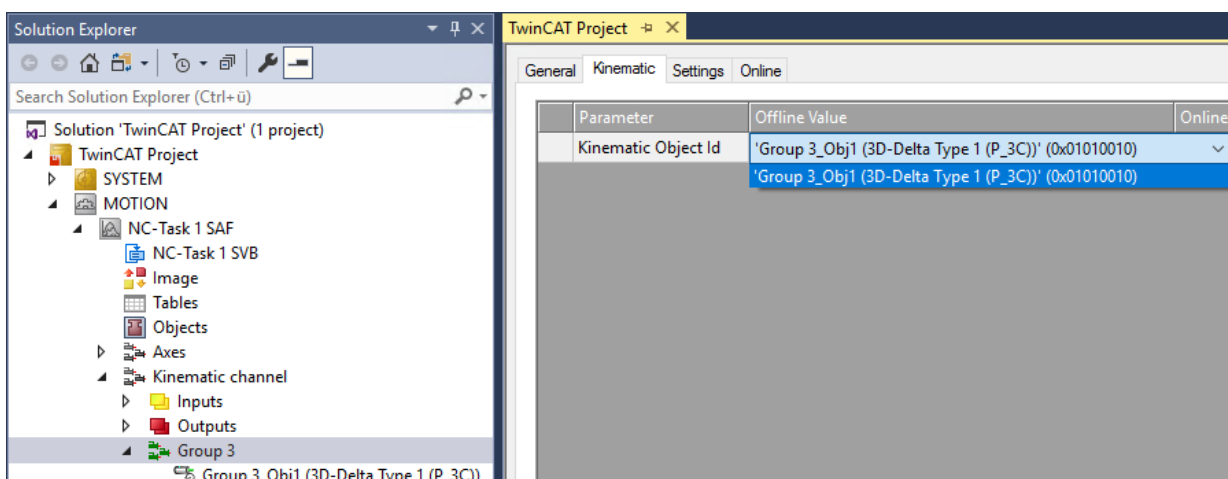 Solution Explorer
Search Solution Explorer (Ctrl+ü)
Solution 'TwinCAT Project' (1 project)
TwinCAT Project
SYSTEM
MOTION
NC-Task 1 SAF
NC-Task 1 SVB
Image
Tables
Objects
Axes
Kinematic channel
Inputs
Outputs
Group 3
Group 3_Obj1 (3D-Delta Type 1 (P_3C))
TwinCAT Project
General Kinematic Settings Online
Parameter Offline Value Online
Kinematic Object Id 'Group 3_Obj1 (3D-Delta Type 1 (P_3C))' (0x01010010)
'Group 3_Obj1 (3D-Delta Type 1 (P_3C))' (0x01010010)